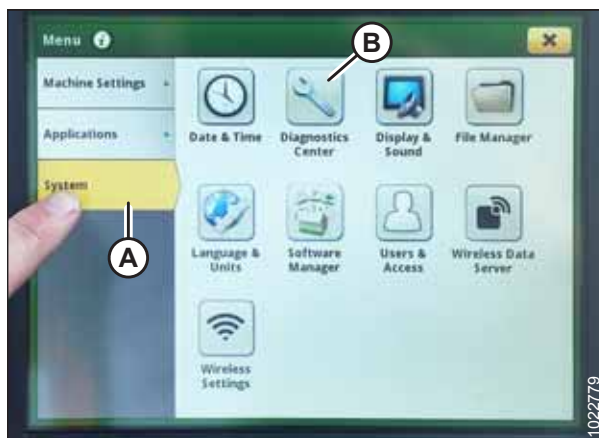 Menu i
B
Machine Settings
Applications
System
A
Date & Time
Diagnostics
Center
Display &
Sound
File Manager
Language &
Units
Software
Manager
Users &
Access
Wireless Data
Server
Wireless
Settings
1022779